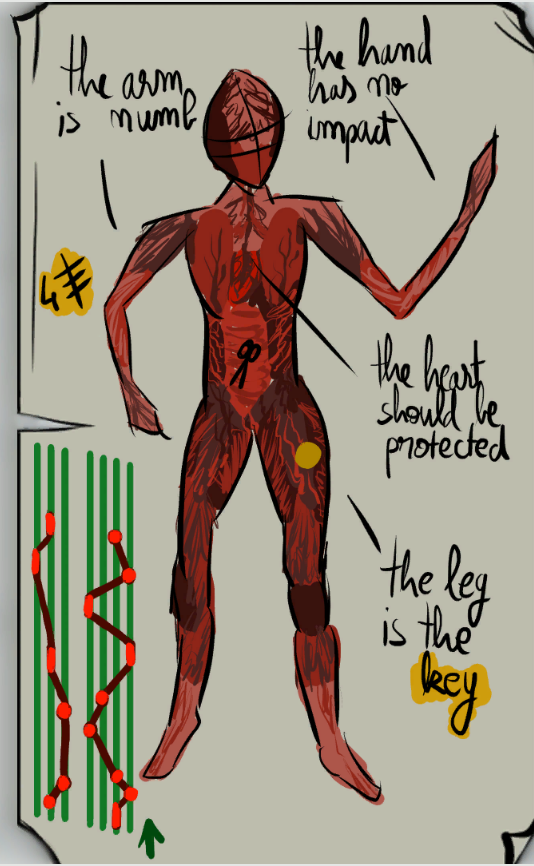 the arm
is numb
the hand
has no
impact
4 #
the heart
should be
protected
the leg
is the
key